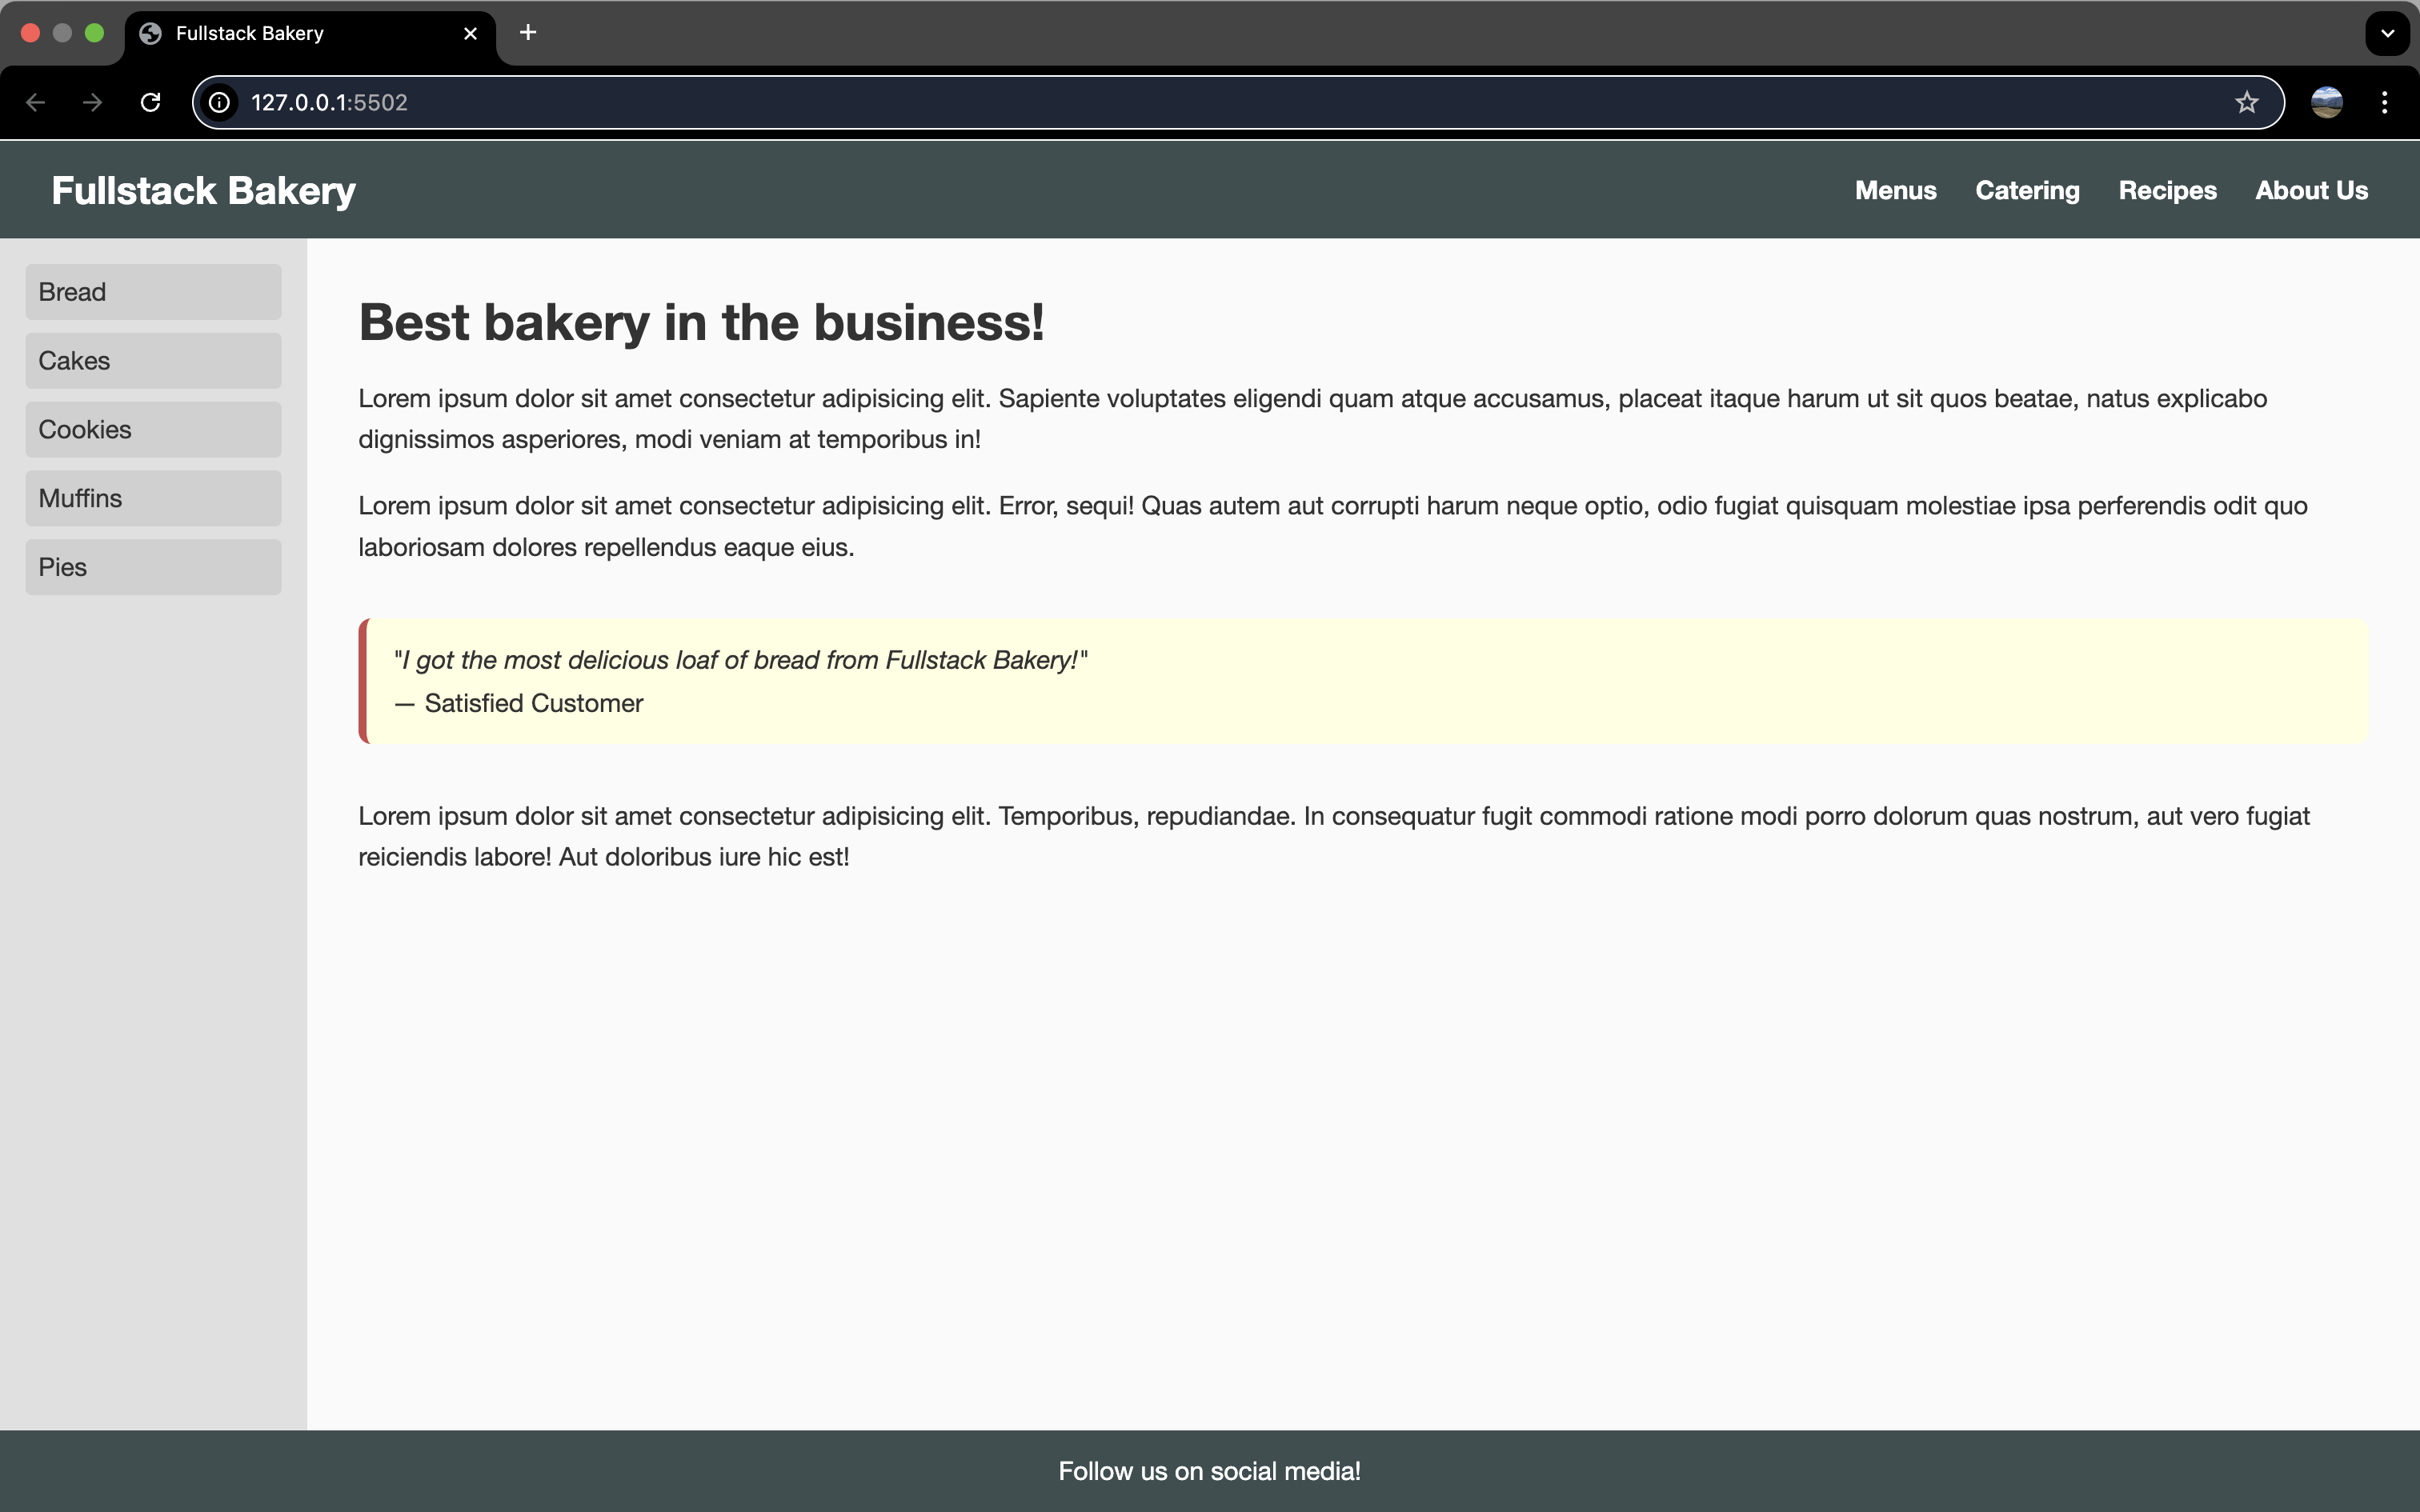 Fullstack Bakery
127.0.0.1:5502
Fullstack Bakery
Menus Catering Recipes About Us
Bread
Cakes
Cookies
Muffins
Pies
Best bakery in the business!
Lorem ipsum dolor sit amet consectetur adipisicing elit. Sapiente voluptates eligendi quam atque accusamus, placeat itaque harum ut sit quos beatae, natus explicabo
dignissimos asperiores, modi veniam at temporibus in!
Lorem ipsum dolor sit amet consectetur adipisicing elit. Error, sequi! Quas autem aut corrupti harum neque optio, odio fugiat quisquam molestiae ipsa perferendis odit quo
laboriosam dolores repellendus eaque eius.
"I got the most delicious loaf of bread from Fullstack Bakery!"
— Satisfied Customer
Lorem ipsum dolor sit amet consectetur adipisicing elit. Temporibus, repudiandae. In consequatur fugit commodi ratione modi porro dolorum quas nostrum, aut vero fugiat
reiciendis labore! Aut doloribus iure hic est!
Follow us on social media!